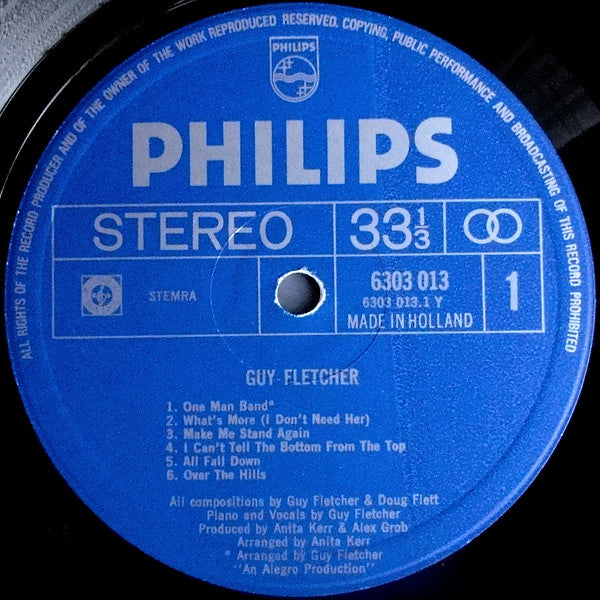 ALL RIGHTS OF THE RECORD PRODUCER AND OF THE OWNER OF THE WORK REPRODUCED RESERVED. COPYING, PUBLIC PERFORMANCE AND BROADCASTING OF THIS RECORD PROHIBITED
PHILIPS
PHILIPS
STEREO 33 1/3
STEMRA
6303 013
6303 013.1 Y
MADE IN HOLLAND
1
GUY FLETCHER
1. One Man Band*
2. What's More (I Don't Need Her)
3. Make Me Stand Again
4. I Can't Tell The Bottom From The Top
5. All Fall Down
6. Over The Hills
All compositions by Guy Fletcher & Doug Flett
Piano and Vocals by Guy Fletcher
Produced by Anita Kerr & Alex Grob
Arranged by Anita Kerr
* Arranged by Guy Fletcher
"An Alegro Production"